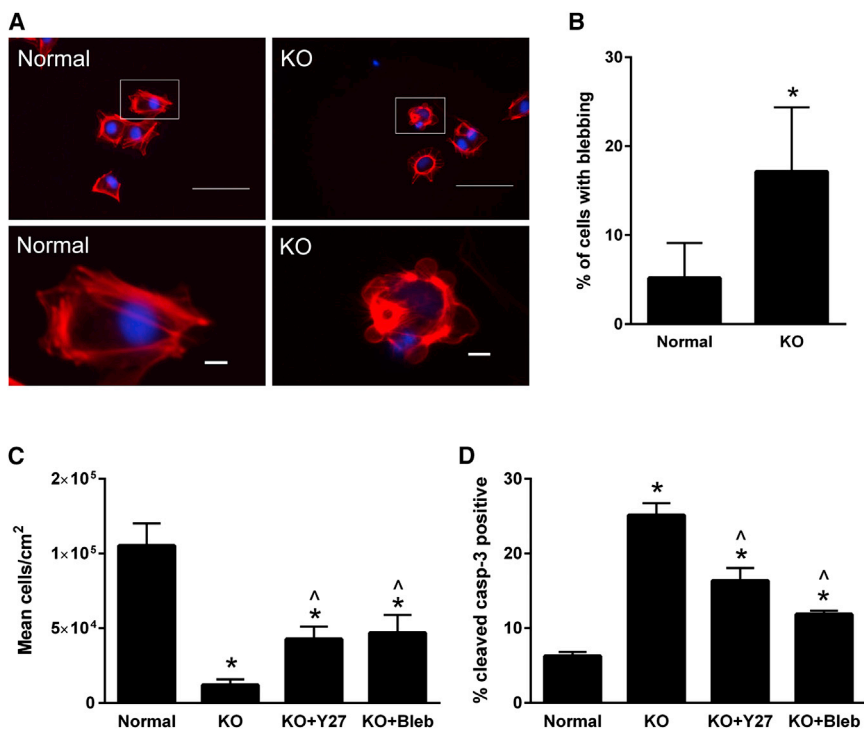 A
Normal
KO
Normal
KO
B
% of cells with blebbing
30
20
10
0
*
Normal
KO
C
Mean cells/cm²
2×10⁵
1×10⁵
5×10⁴
0
*
^
*
^
*
Normal
KO
KO+Y27
KO+Bleb
D
% cleaved casp-3 positive
30
20
10
0
*
^
*
^
*
Normal
KO
KO+Y27
KO+Bleb